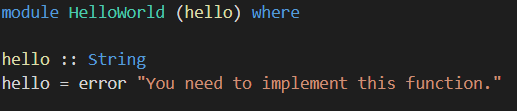 module HelloWorld (hello) where
hello :: String
hello = error "You need to implement this function."